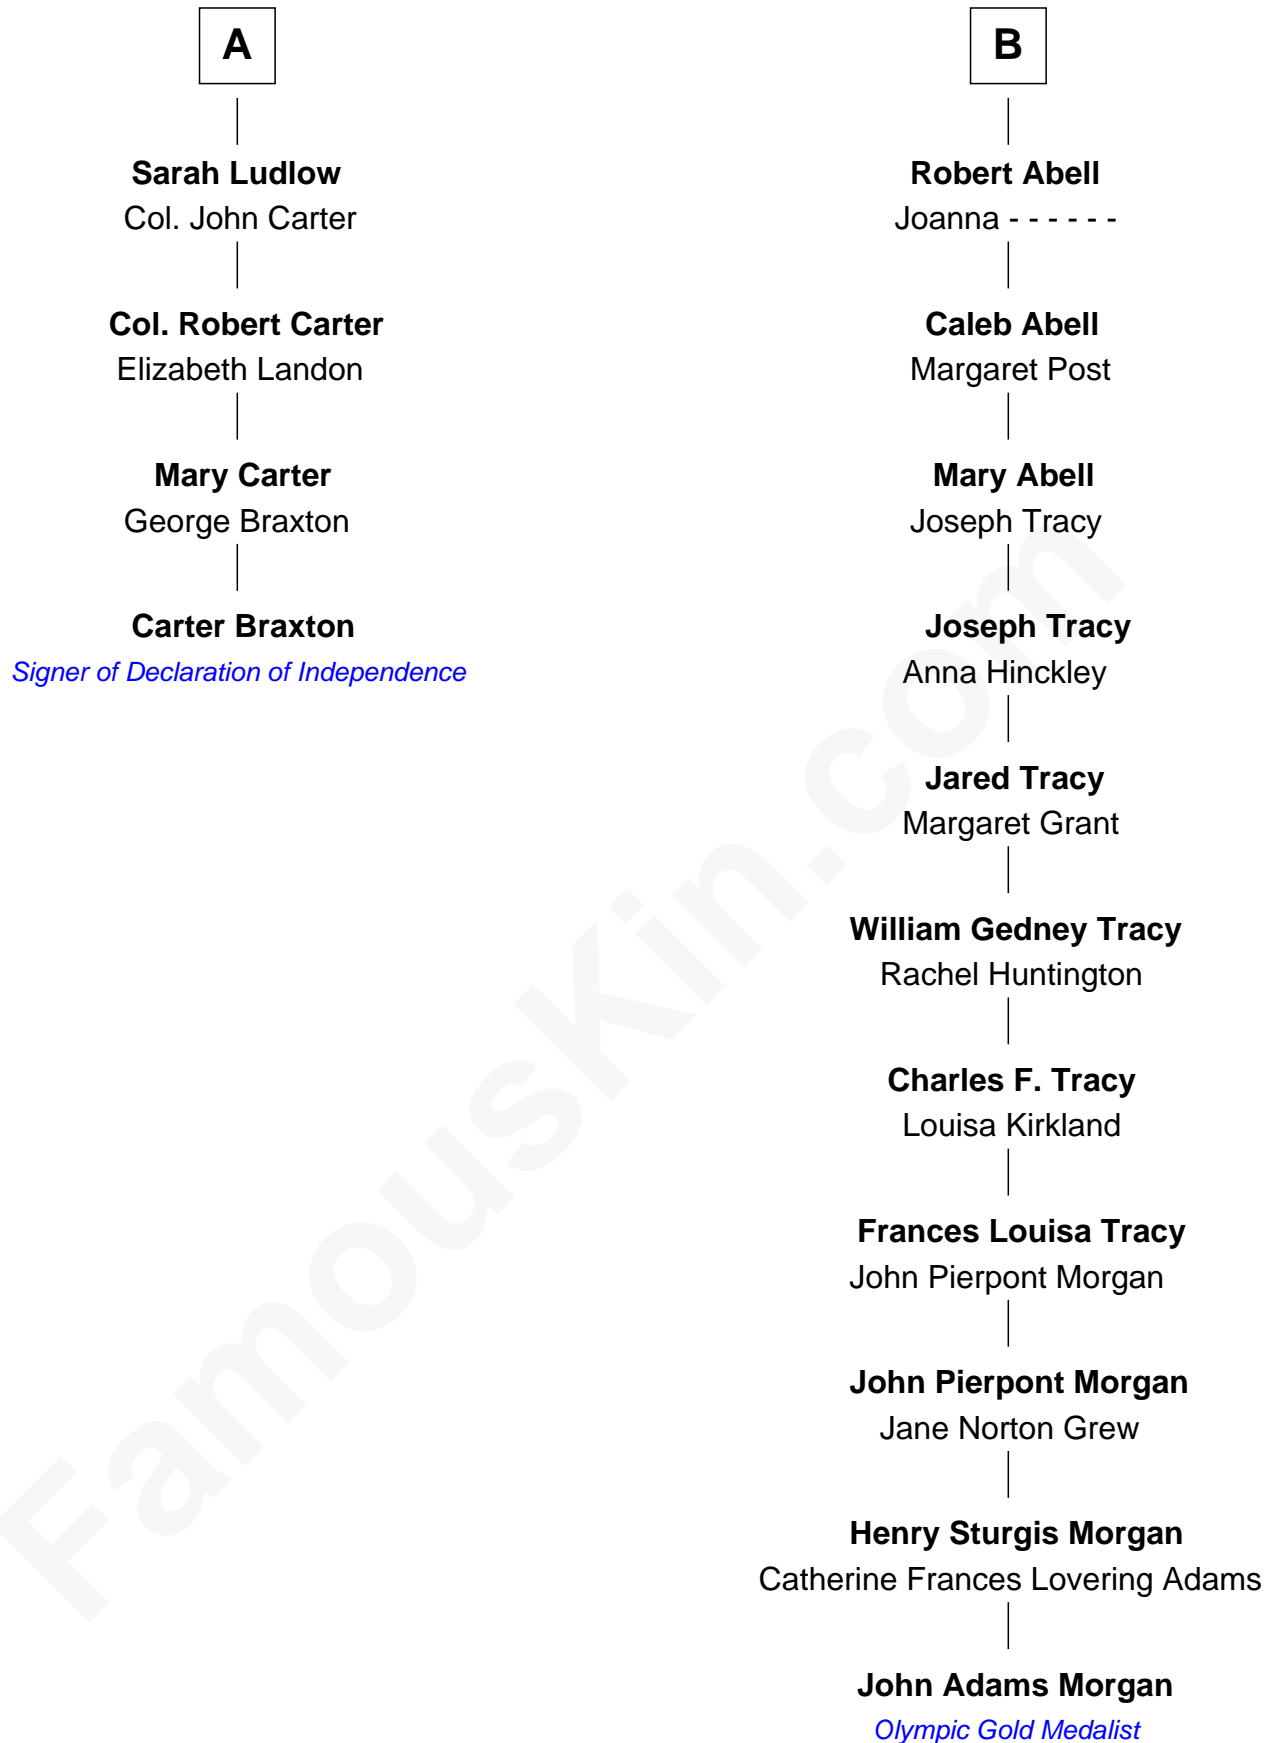 A
Sarah Ludlow
Col. John Carter
Col. Robert Carter
Elizabeth Landon
Mary Carter
George Braxton
Carter Braxton
Signer of Declaration of Independence
B
Robert Abell
Joanna - - - - - -
Caleb Abell
Margaret Post
Mary Abell
Joseph Tracy
Joseph Tracy
Anna Hinckley
Jared Tracy
Margaret Grant
William Gedney Tracy
Rachel Huntington
Charles F. Tracy
Louisa Kirkland
Frances Louisa Tracy
John Pierpont Morgan
John Pierpont Morgan
Jane Norton Grew
Henry Sturgis Morgan
Catherine Frances Lovering Adams
John Adams Morgan
Olympic Gold Medalist
FamousKin.com